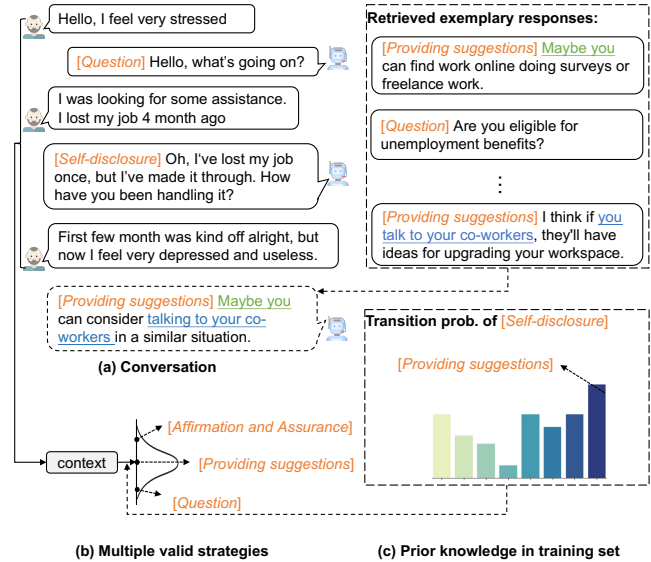 Hello, I feel very stressed
[Question] Hello, what's going on?
I was looking for some assistance.
I lost my job 4 month ago
[Self-disclosure] Oh, I've lost my job
once, but I've made it through. How
have you been handling it?
First few month was kind off alright, but
now I feel very depressed and useless.
[Providing suggestions] Maybe you
can consider talking to your co-
workers in a similar situation.
(a) Conversation
Retrieved exemplary responses:
[Providing suggestions] Maybe you
can find work online doing surveys or
freelance work.
[Question] Are you eligible for
unemployment benefits?
⋮
[Providing suggestions] I think if you
talk to your co-workers, they'll have
ideas for upgrading your workspace.
Transition prob. of [Self-disclosure]
[Providing suggestions]
context
[Affirmation and Assurance]
[Providing suggestions]
[Question]
(b) Multiple valid strategies
(c) Prior knowledge in training set